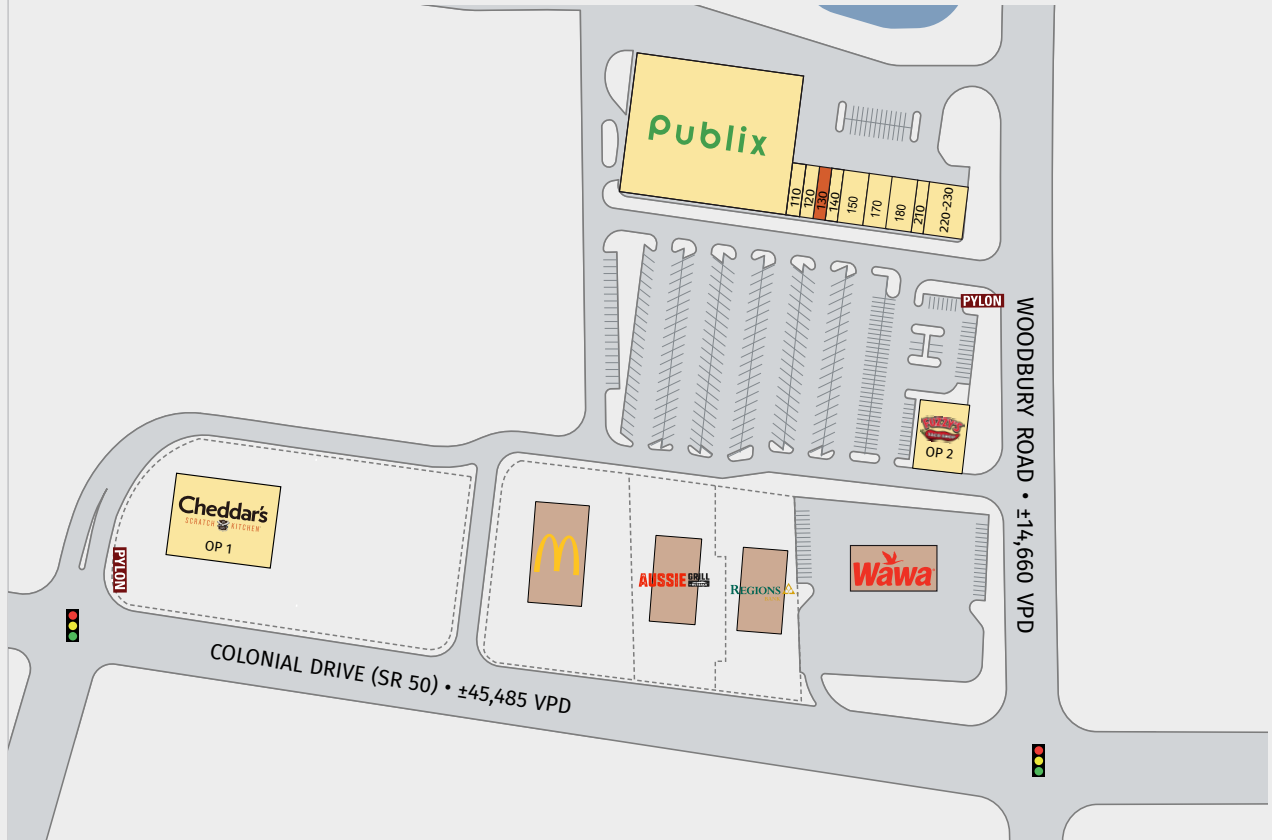 Publix
110
120
130
140
150
170
180
210
220-230
PYLON
WOODBURY ROAD • ±14,660 VPD
OP 2
Cheddar's
SCRATCH KITCHEN
OP 1
PYLON
AUSSIE
GRILL
REGIONS
Wawa
COLONIAL DRIVE (SR 50) • ±45,485 VPD